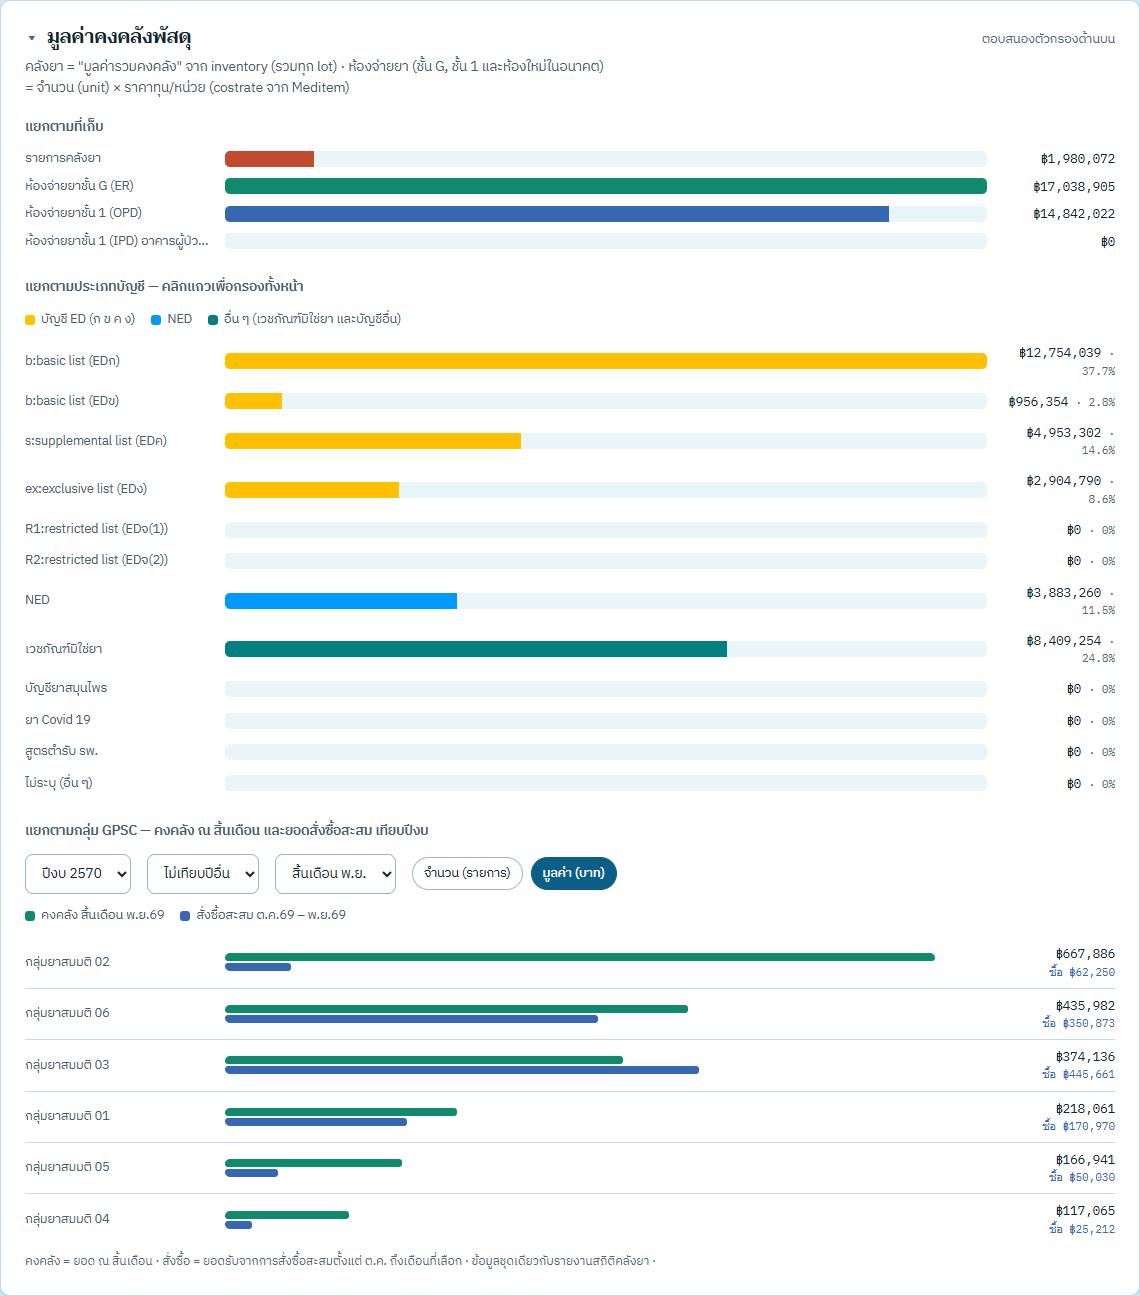 มูลค่าคงคลังพัสดุ
ตอบสนองตัวกรองด้านบน
คลังยา = "มูลค่ารวมคงคลัง" จาก inventory (รวมทุก lot) · ห้องจ่ายยา (ชั้น G, ชั้น 1 และห้องใหม่ในอนาคต)
= จำนวน (unit) × ราคาทุน/หน่วย (costrate จาก Meditem)
แยกตามที่เก็บ
รายการคลังยา ฿1,980,072
ห้องจ่ายยาชั้น G (ER) ฿17,038,905
ห้องจ่ายยาชั้น 1 (OPD) ฿14,842,022
ห้องจ่ายยาชั้น 1 (IPD) อาคารผู้ป่ว... ฿0
แยกตามประเภทบัญชี — คลิกแถวเพื่อกรองทั้งหน้า
บัญชี ED (ก ข ค ง) NED อื่น ๆ (เวชภัณฑ์มิใช่ยา และบัญชีอื่น)
b:basic list (EDก) ฿12,754,039 ·
37.7%
b:basic list (EDข) ฿956,354 · 2.8%
s:supplemental list (EDค) ฿4,953,302 ·
14.6%
ex:exclusive list (EDง) ฿2,904,790 ·
8.6%
R1:restricted list (EDจ(1)) ฿0 · 0%
R2:restricted list (EDจ(2)) ฿0 · 0%
NED ฿3,883,260 ·
11.5%
เวชภัณฑ์มิใช่ยา ฿8,409,254 ·
24.8%
บัญชียาสมุนไพร ฿0 · 0%
ยา Covid 19 ฿0 · 0%
สูตรตำรับ รพ. ฿0 · 0%
ไม่ระบุ (อื่น ๆ) ฿0 · 0%
แยกตามกลุ่ม GPSC — คงคลัง ณ สิ้นเดือน และยอดสั่งซื้อสะสม เทียบปีงบ
ปีงบ 2570 ไม่เทียบปีอื่น สิ้นเดือน พ.ย. จำนวน (รายการ) มูลค่า (บาท)
คงคลัง สิ้นเดือน พ.ย.69 สั่งซื้อสะสม ต.ค.69 – พ.ย.69
กลุ่มยาสมมติ 02 ฿667,886
ซื้อ ฿62,250
กลุ่มยาสมมติ 06 ฿435,982
ซื้อ ฿350,873
กลุ่มยาสมมติ 03 ฿374,136
ซื้อ ฿445,661
กลุ่มยาสมมติ 01 ฿218,061
ซื้อ ฿170,970
กลุ่มยาสมมติ 05 ฿166,941
ซื้อ ฿50,030
กลุ่มยาสมมติ 04 ฿117,065
ซื้อ ฿25,212
คงคลัง = ยอด ณ สิ้นเดือน · สั่งซื้อ = ยอดรับจากการสั่งซื้อสะสมตั้งแต่ ต.ค. ถึงเดือนที่เลือก · ข้อมูลชุดเดียวกับรายงานสถิติคลังยา ·